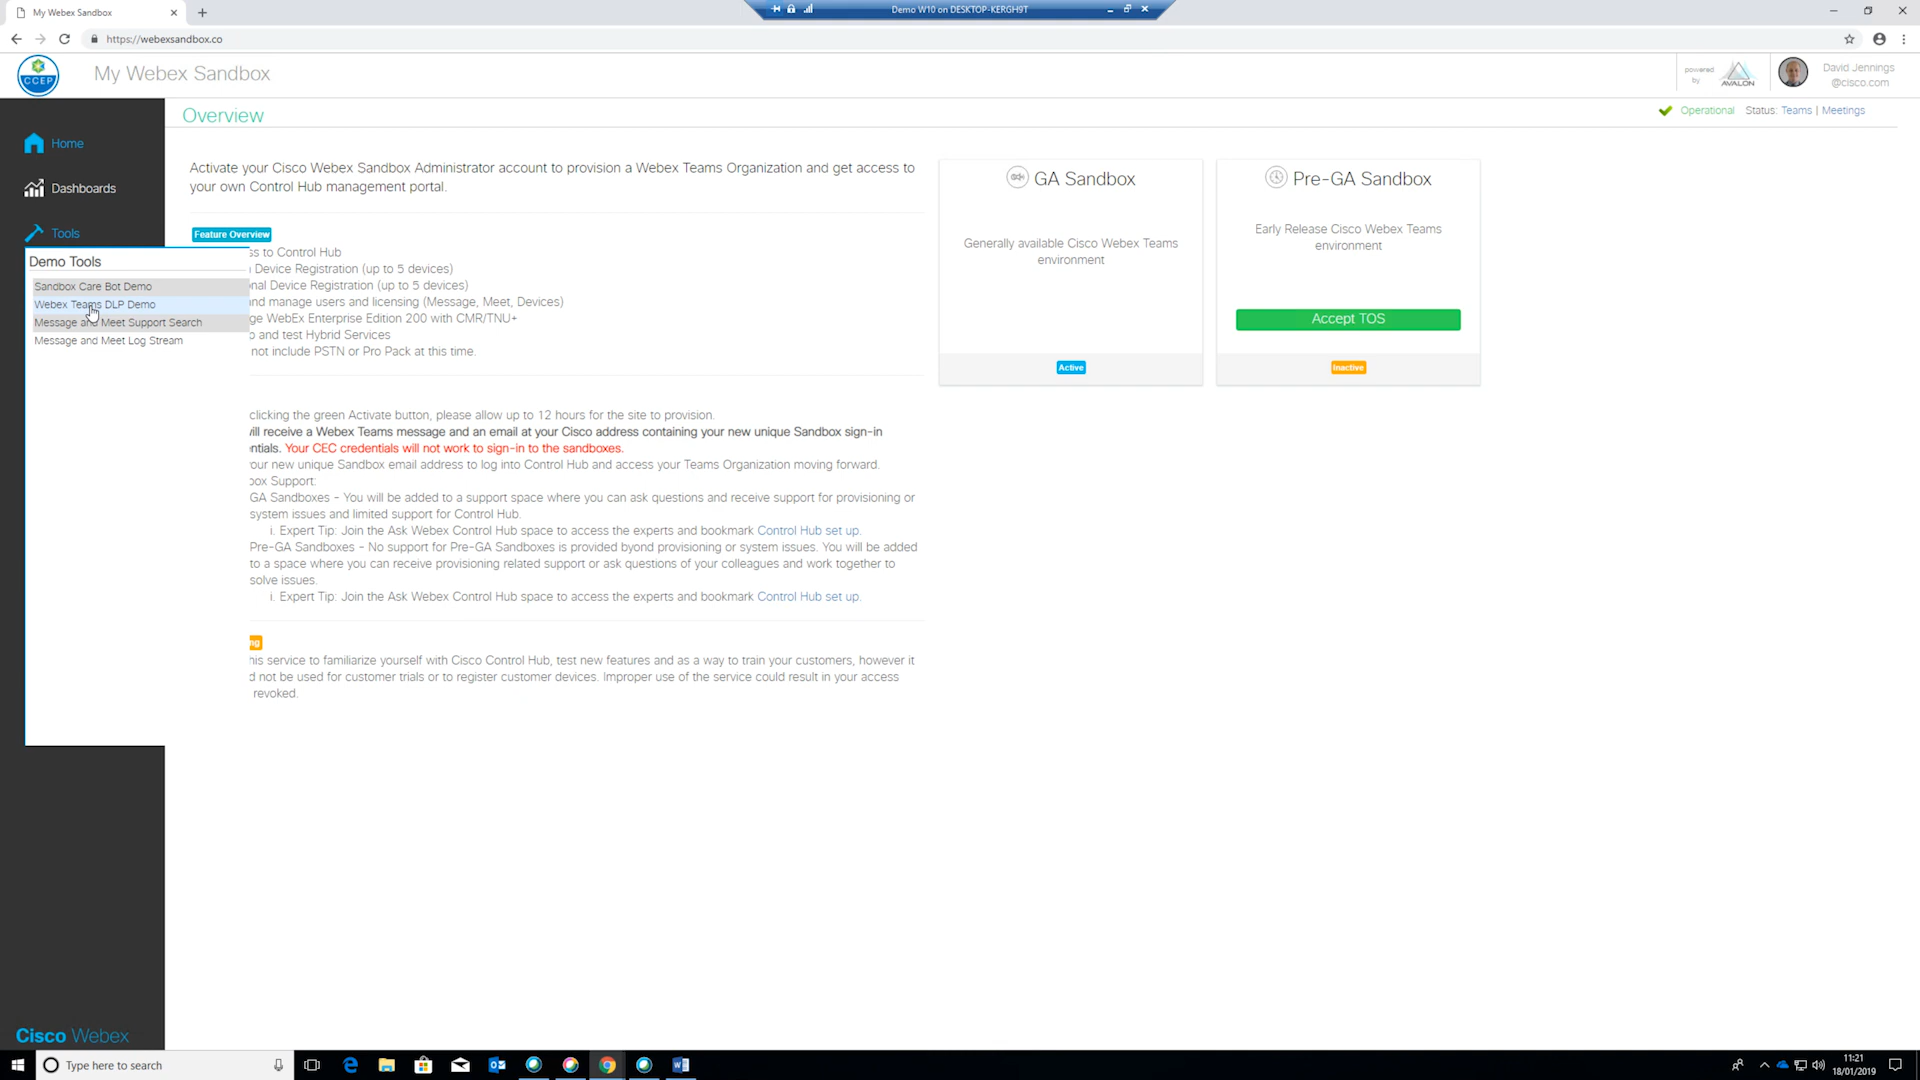 My Webex Sandbox
Demo W10 on DESKTOP-KERGH9T
https://webexsandbox.co
CCEP
My Webex Sandbox
powered by
AVALON
David Jennings
@cisco.com
Overview
Operational Status: Teams | Meetings
Home
Dashboards
Tools
Demo Tools
Sandbox Care Bot Demo
Webex Teams DLP Demo
Message and Meet Support Search
Message and Meet Log Stream
Activate your Cisco Webex Sandbox Administrator account to provision a Webex Teams Organization and get access to
your own Control Hub management portal.
Feature Overview
ss to Control Hub
Device Registration (up to 5 devices)
nal Device Registration (up to 5 devices)
nd manage users and licensing (Message, Meet, Devices)
ge WebEx Enterprise Edition 200 with CMR/TNU+
p and test Hybrid Services
not include PSTN or Pro Pack at this time.
clicking the green Activate button, please allow up to 12 hours for the site to provision.
ill receive a Webex Teams message and an email at your Cisco address containing your new unique Sandbox sign-in
ntials. Your CEC credentials will not work to sign-in to the sandboxes.
our new unique Sandbox email address to log into Control Hub and access your Teams Organization moving forward.
box Support:
GA Sandboxes - You will be added to a support space where you can ask questions and receive support for provisioning or
system issues and limited support for Control Hub.
i. Expert Tip: Join the Ask Webex Control Hub space to access the experts and bookmark Control Hub set up.
Pre-GA Sandboxes - No support for Pre-GA Sandboxes is provided byond provisioning or system issues. You will be added
to a space where you can receive provisioning related support or ask questions of your colleagues and work together to
solve issues.
i. Expert Tip: Join the Ask Webex Control Hub space to access the experts and bookmark Control Hub set up.
ng
his service to familiarize yourself with Cisco Control Hub, test new features and as a way to train your customers, however it
d not be used for customer trials or to register customer devices. Improper use of the service could result in your access
revoked.
GA Sandbox
Generally available Cisco Webex Teams
environment
Active
Pre-GA Sandbox
Early Release Cisco Webex Teams
environment
Accept TOS
Inactive
Cisco Webex
Type here to search
11:21
18/01/2019